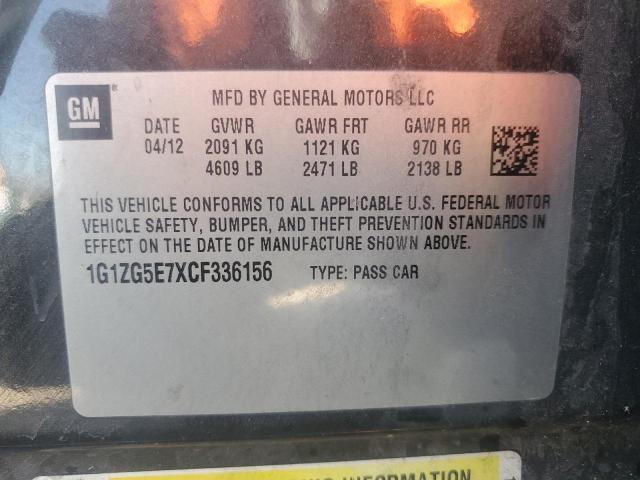 GM
MFD BY GENERAL MOTORS LLC
DATE GVWR GAWR FRT GAWR RR
04/12 2091 KG 1121 KG 970 KG
4609 LB 2471 LB 2138 LB
THIS VEHICLE CONFORMS TO ALL APPLICABLE U.S. FEDERAL MOTOR
VEHICLE SAFETY, BUMPER, AND THEFT PREVENTION STANDARDS IN
EFFECT ON THE DATE OF MANUFACTURE SHOWN ABOVE.
1G1ZG5E7XCF336156 TYPE: PASS CAR
INFORMATION